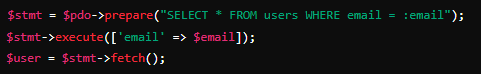 $stmt = $pdo->prepare("SELECT * FROM users WHERE email = :email");
$stmt->execute(['email' => $email]);
$user = $stmt->fetch();